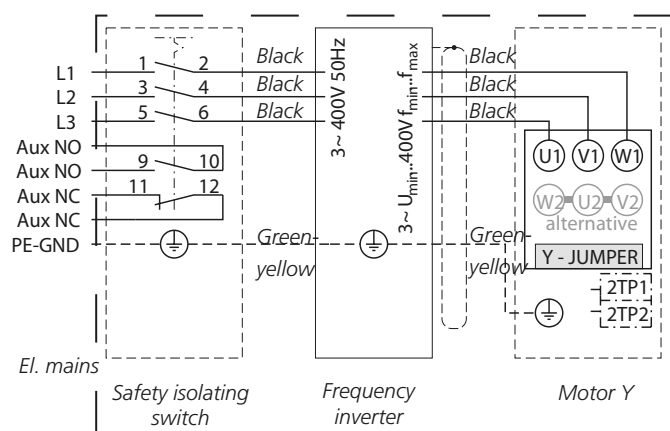 L1
L2
L3
Aux NO
Aux NO
Aux NC
Aux NC
PE-GND
El. mains
1 2
3 4
5 6
9 10
11 12
Safety isolating
switch
Black
Black
Black
Green-
yellow
3~ 400V 50Hz
3~ Umin..400V fmin..fmax
Frequency
inverter
Black
Black
Black
Green-
yellow
U1 V1 W1
W2 U2 V2
alternative
Y - JUMPER
2TP1
2TP2
Motor Y